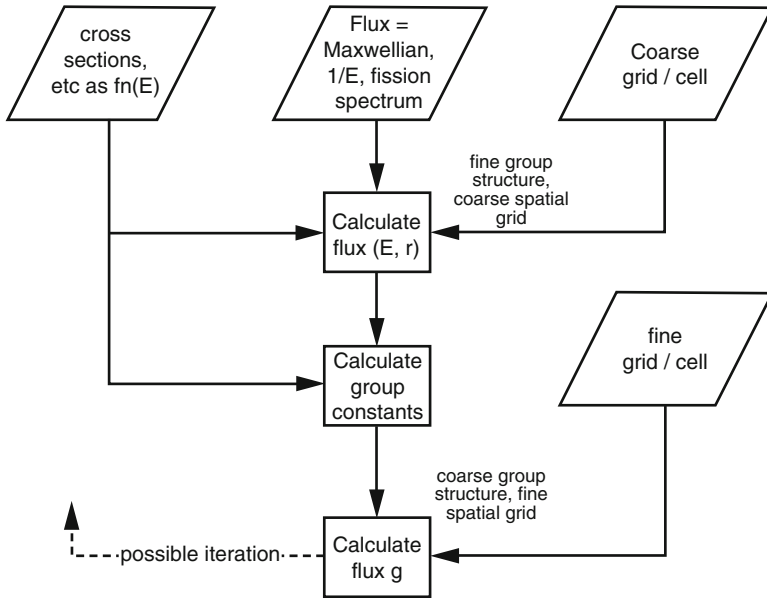 cross
sections,
etc as fn(E)
Flux =
Maxwellian,
1/E, fission
spectrum
Coarse
grid / cell
fine group
structure,
coarse spatial
grid
Calculate
flux (E, r)
fine
grid / cell
Calculate
group
constants
coarse group
structure, fine
spatial grid
possible iteration
Calculate
flux g